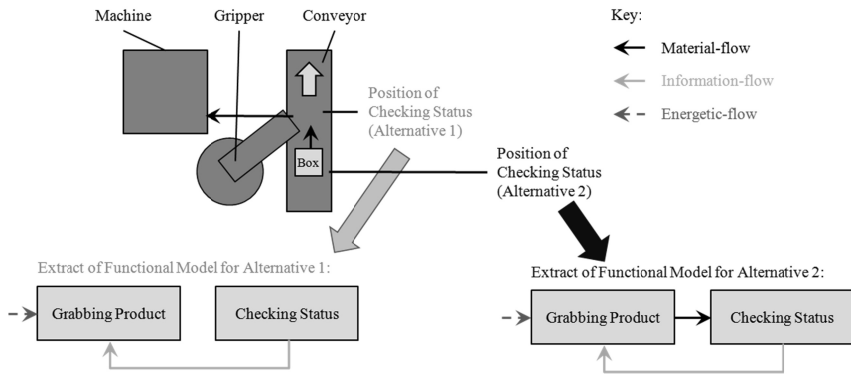 Machine
Gripper
Conveyor
Key:
Material-flow
Information-flow
Energetic-flow
Position of
Checking Status
(Alternative 1)
Box
Position of
Checking Status
(Alternative 2)
Extract of Functional Model for Alternative 1:
Grabbing Product
Checking Status
Extract of Functional Model for Alternative 2:
Grabbing Product
Checking Status